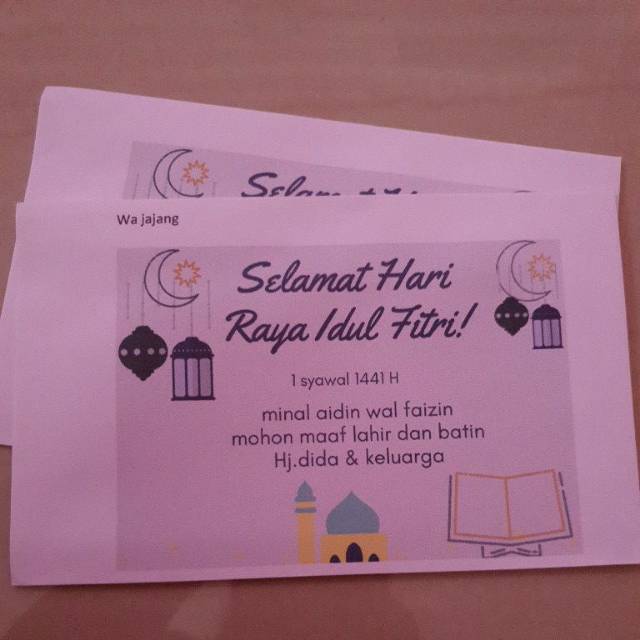 Selamat
Wa jajang
Selamat Hari
Raya Idul Fitri!
1 syawal 1441 H
minal aidin wal faizin
mohon maaf lahir dan batin
Hj.dida & keluarga